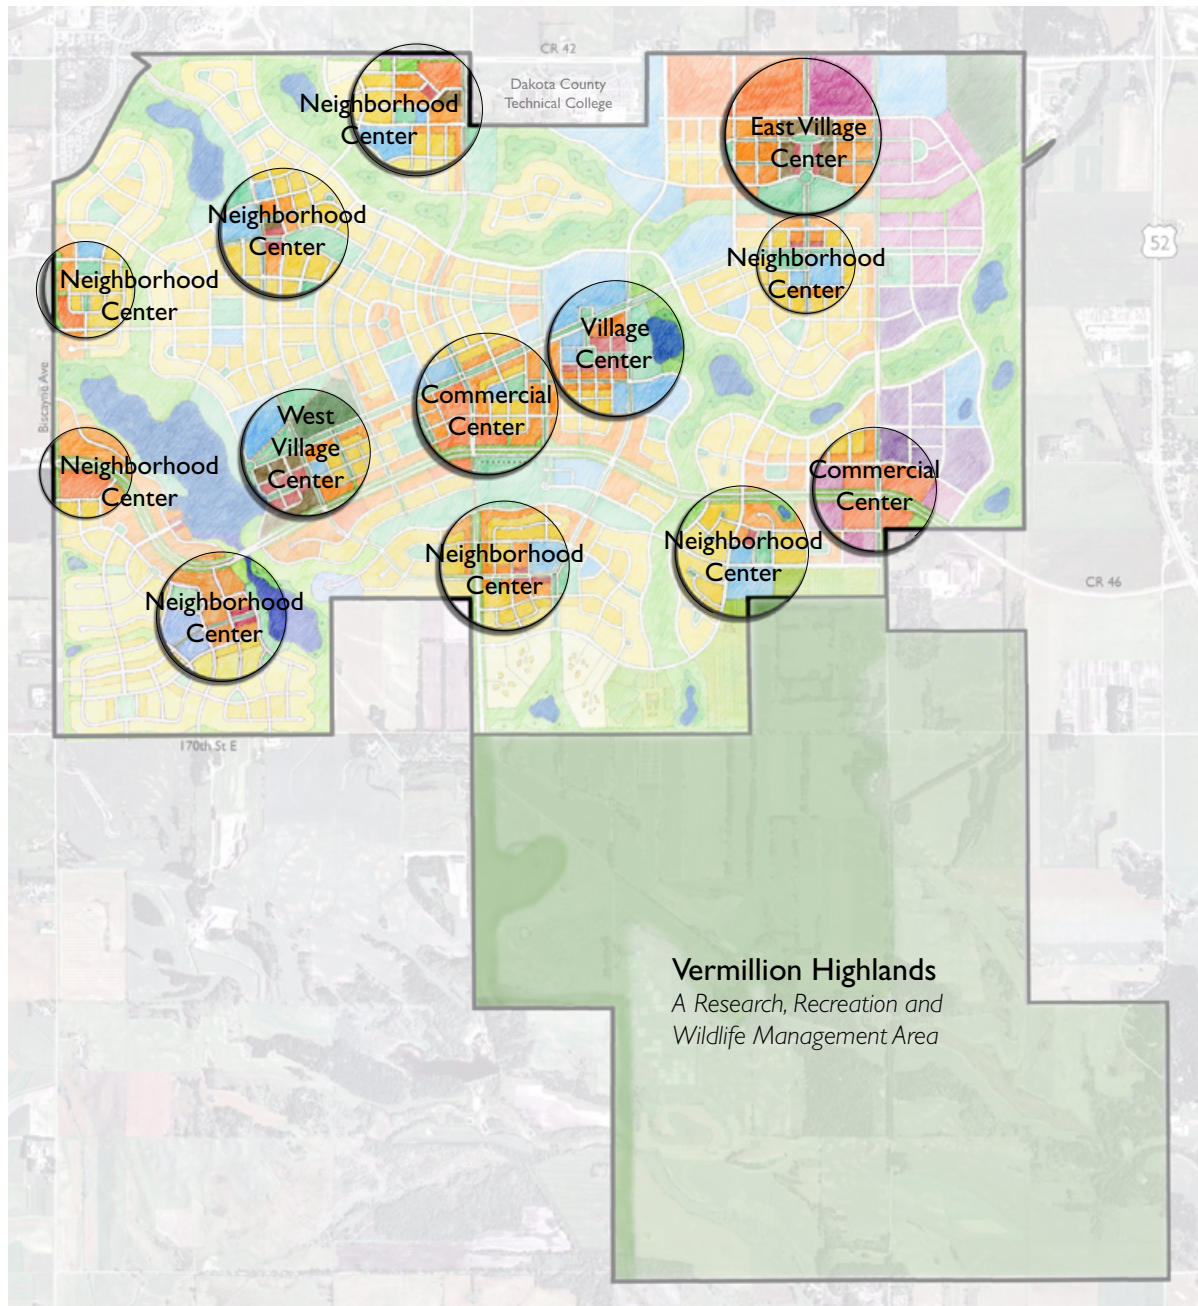 CR 42
Dakota County
Technical College
Neighborhood
Center
East Village
Center
Neighborhood
Center
52
Neighborhood
Center
Neighborhood
Center
Village
Center
Biscayne Ave
Commercial
Center
West
Village
Center
Neighborhood
Center
Commercial
Center
Neighborhood
Center
Neighborhood
Center
CR 46
Neighborhood
Center
170th St E
Vermillion Highlands
A Research, Recreation and
Wildlife Management Area